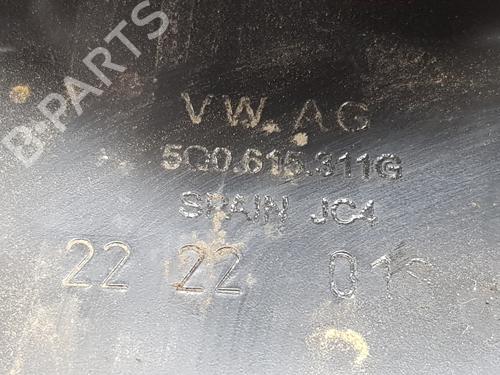 B-PARTS
VW. AG
5Q0.615.311G
SPAIN JC4
22 22 01